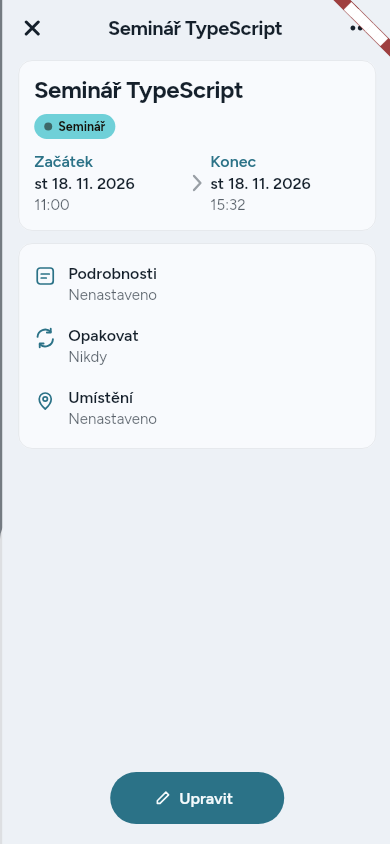 Seminář TypeScript
Seminář TypeScript
Seminář
Začátek
st 18. 11. 2026
11:00
Konec
st 18. 11. 2026
15:32
Podrobnosti
Nenastaveno
Opakovat
Nikdy
Umístění
Nenastaveno
Upravit